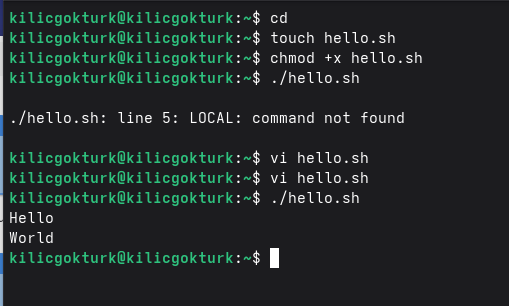 kilicgokturk@kilicgokturk:~$ cd
kilicgokturk@kilicgokturk:~$ touch hello.sh
kilicgokturk@kilicgokturk:~$ chmod +x hello.sh
kilicgokturk@kilicgokturk:~$ ./hello.sh
./hello.sh: line 5: LOCAL: command not found
kilicgokturk@kilicgokturk:~$ vi hello.sh
kilicgokturk@kilicgokturk:~$ vi hello.sh
kilicgokturk@kilicgokturk:~$ ./hello.sh
Hello
World
kilicgokturk@kilicgokturk:~$